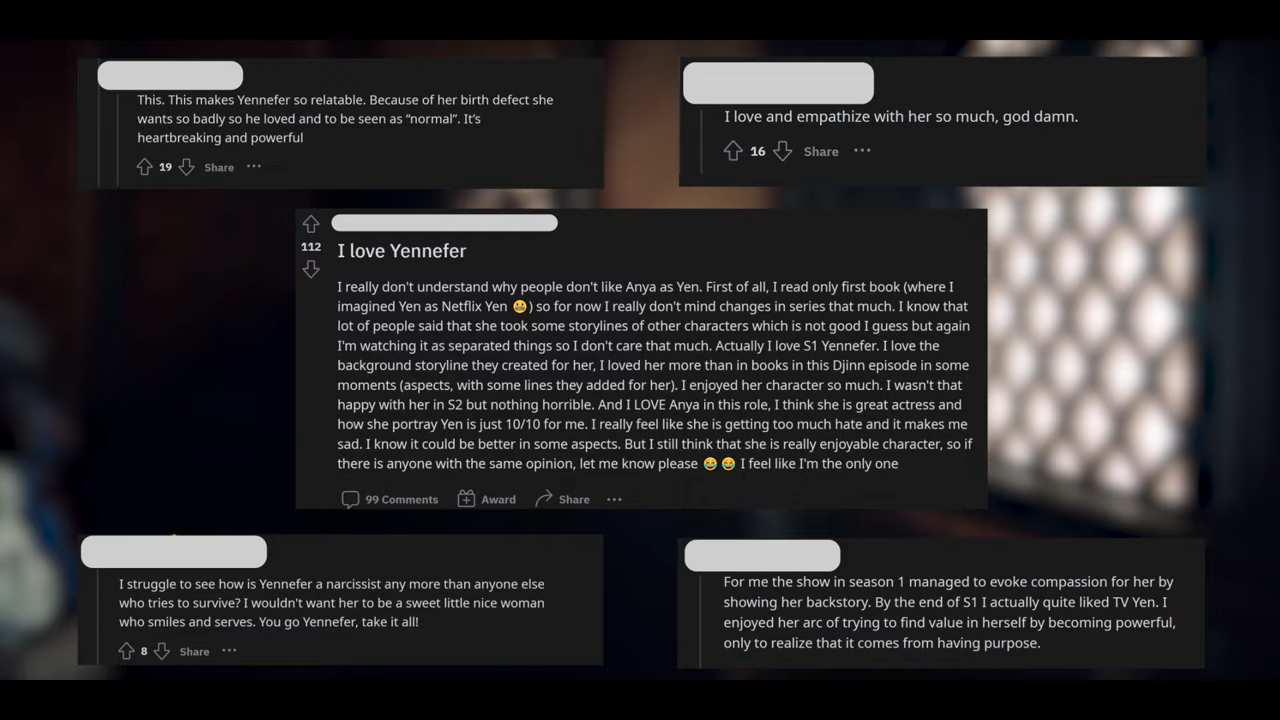 This. This makes Yennefer so relatable. Because of her birth defect she
wants so badly so he loved and to be seen as “normal”. It’s
heartbreaking and powerful
19 Share ···
I love and empathize with her so much, god damn.
16 Share ···
112
I love Yennefer
I really don't understand why people don't like Anya as Yen. First of all, I read only first book (where I
imagined Yen as Netflix Yen 😬) so for now I really don't mind changes in series that much. I know that
lot of people said that she took some storylines of other characters which is not good I guess but again
I'm watching it as separated things so I don't care that much. Actually I love S1 Yennefer. I love the
background storyline they created for her, I loved her more than in books in this Djinn episode in some
moments (aspects, with some lines they added for her). I enjoyed her character so much. I wasn't that
happy with her in S2 but nothing horrible. And I LOVE Anya in this role, I think she is great actress and
how she portray Yen is just 10/10 for me. I really feel like she is getting too much hate and it makes me
sad. I know it could be better in some aspects. But I still think that she is really enjoyable character, so if
there is anyone with the same opinion, let me know please 😂 😂 I feel like I'm the only one
99 Comments Award Share ···
I struggle to see how is Yennefer a narcissist any more than anyone else
who tries to survive? I wouldn't want her to be a sweet little nice woman
who smiles and serves. You go Yennefer, take it all!
8 Share ···
For me the show in season 1 managed to evoke compassion for her by
showing her backstory. By the end of S1 I actually quite liked TV Yen. I
enjoyed her arc of trying to find value in herself by becoming powerful,
only to realize that it comes from having purpose.